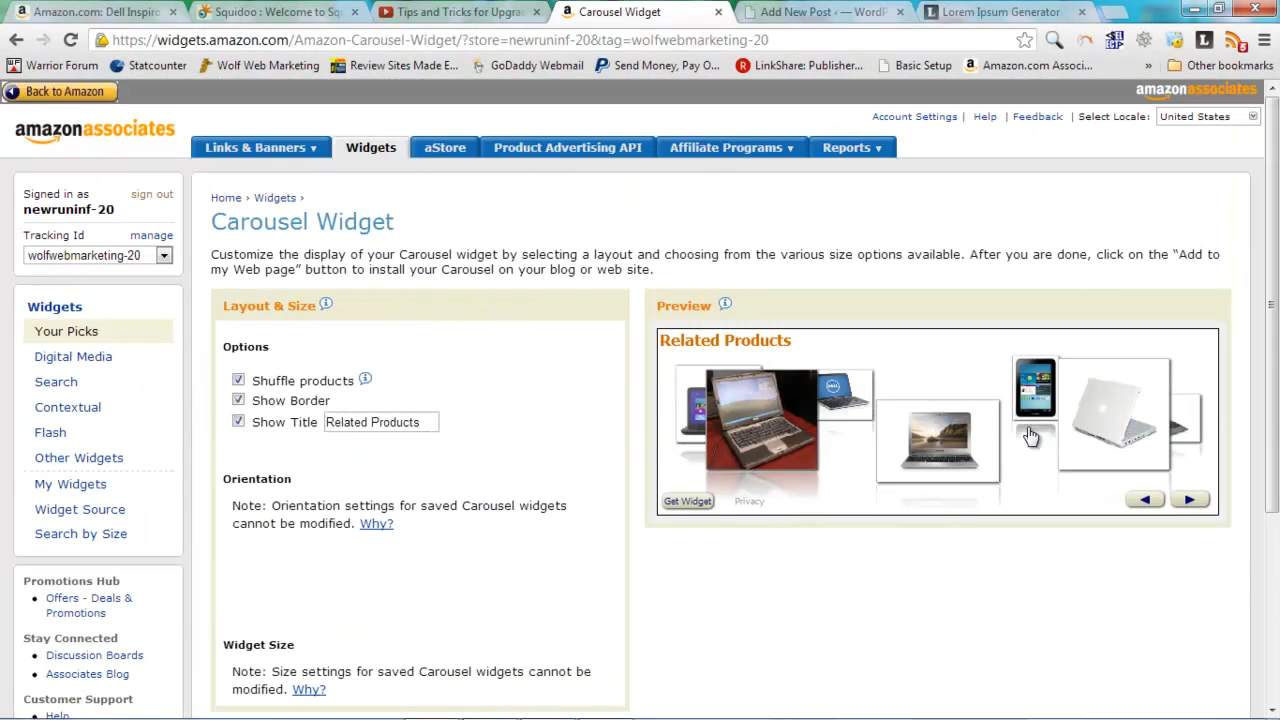 Amazon.com: Dell Inspiro
Squidoo : Welcome to Squ
Tips and Tricks for Upgra
Carousel Widget
Add New Post ‹ — WordP
Lorem Ipsum Generator
https://widgets.amazon.com/Amazon-Carousel-Widget/?store=newruninf-20&tag=wolfwebmarketing-20
Warrior Forum
Statcounter
Wolf Web Marketing
Review Sites Made E...
GoDaddy Webmail
Send Money, Pay O...
LinkShare: Publisher...
Basic Setup
Amazon.com Associ...
»
Other bookmarks
Back to Amazon
amazonassociates
amazonassociates
Account Settings | Help | Feedback | Select Locale: United States
Links & Banners
Widgets
aStore
Product Advertising API
Affiliate Programs
Reports
Signed in as
sign out
newruninf-20
Tracking Id
manage
wolfwebmarketing-20
Widgets
Your Picks
Digital Media
Search
Contextual
Flash
Other Widgets
My Widgets
Widget Source
Search by Size
Promotions Hub
• Offers - Deals &
Promotions
Stay Connected
• Discussion Boards
• Associates Blog
Customer Support
• Help
Home › Widgets ›
Carousel Widget
Customize the display of your Carousel widget by selecting a layout and choosing from the various size options available. After you are done, click on the “Add to
my Web page” button to install your Carousel on your blog or web site.
Layout & Size
Options
Shuffle products
Show Border
Show Title Related Products
Orientation
Note: Orientation settings for saved Carousel widgets
cannot be modified. Why?
Widget Size
Note: Size settings for saved Carousel widgets cannot be
modified. Why?
Preview
Related Products
DELL
Get Widget
Privacy